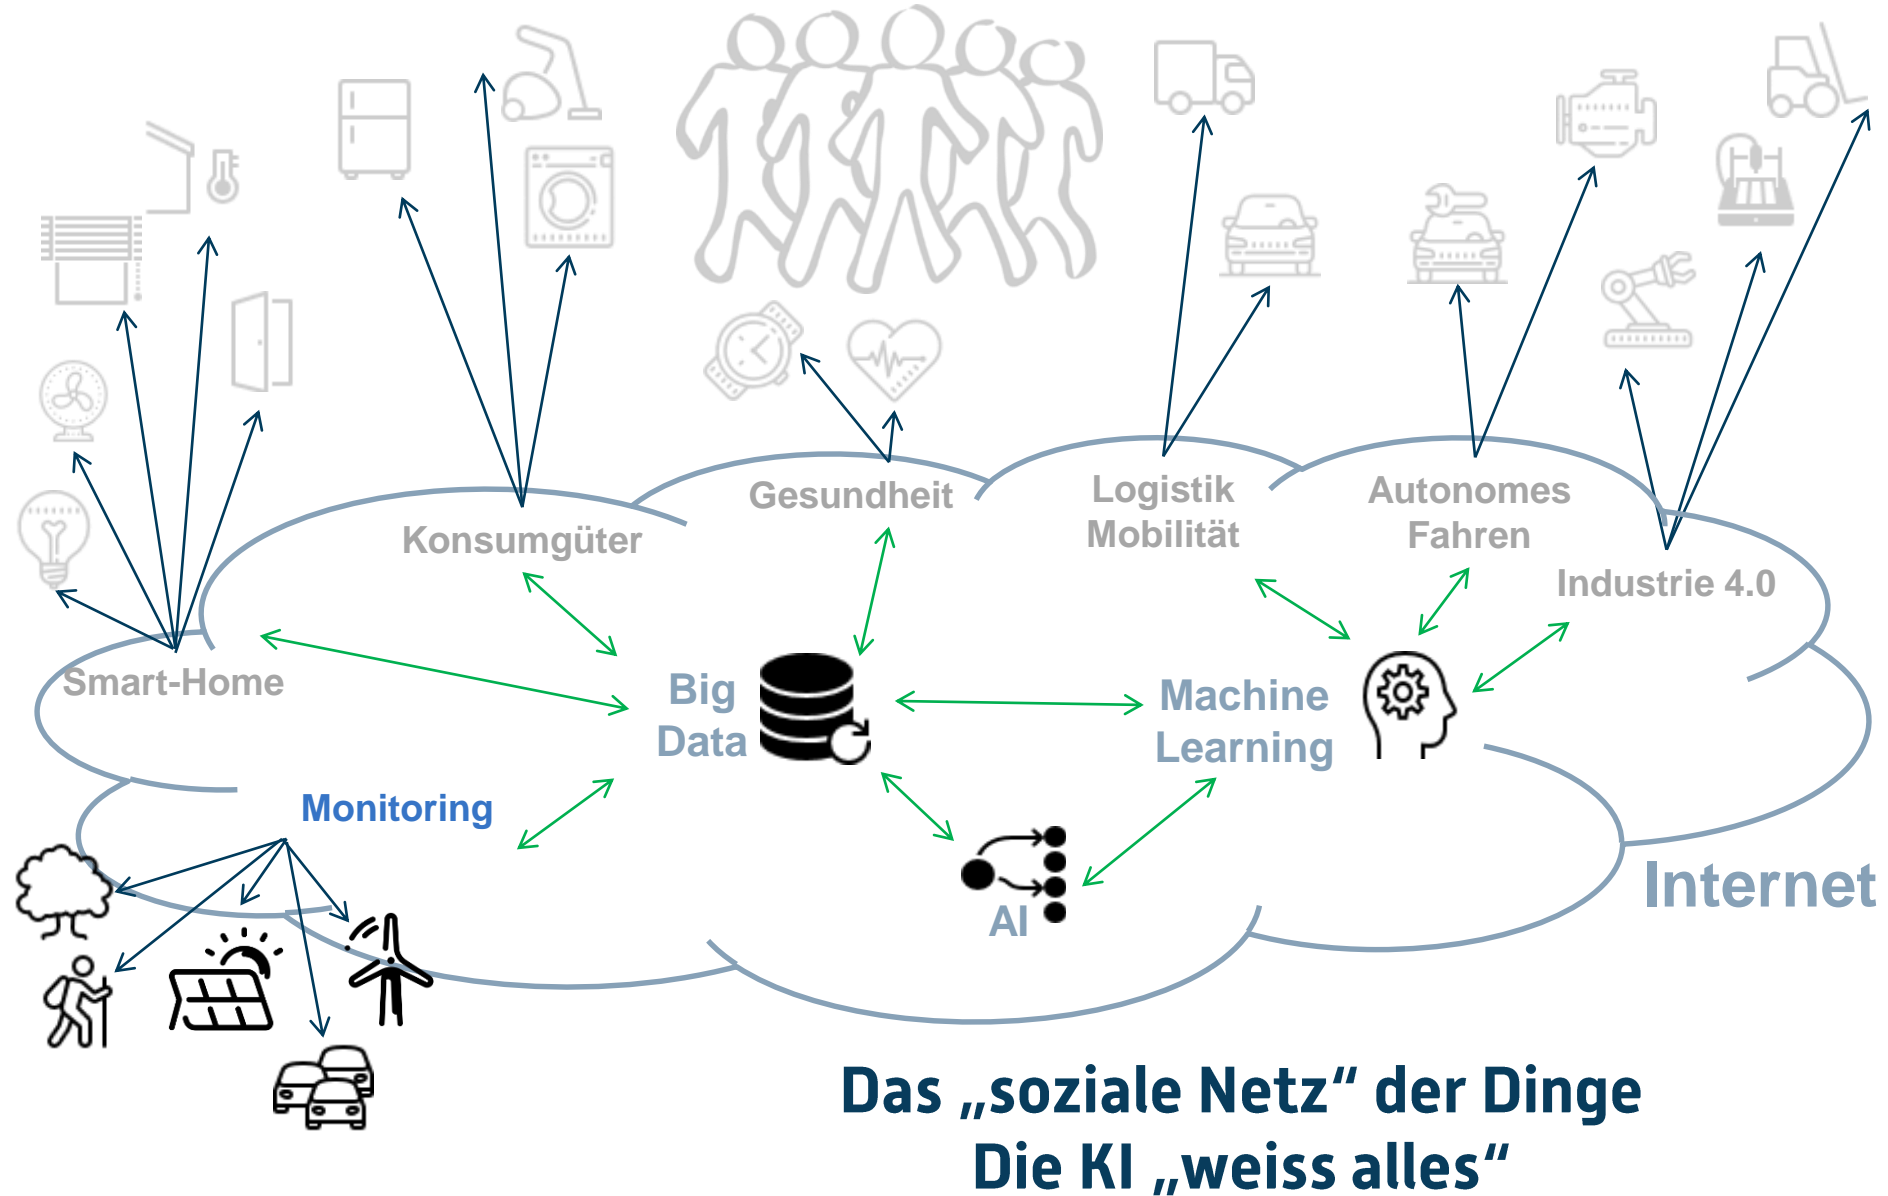 Gesundheit
Logistik
Mobilität
Autonomes
Fahren
Konsumgüter
Industrie 4.0
Smart-Home
Big
Data
Machine
Learning
Monitoring
AI
Internet
Das „soziale Netz“ der Dinge
Die KI „weiss alles“